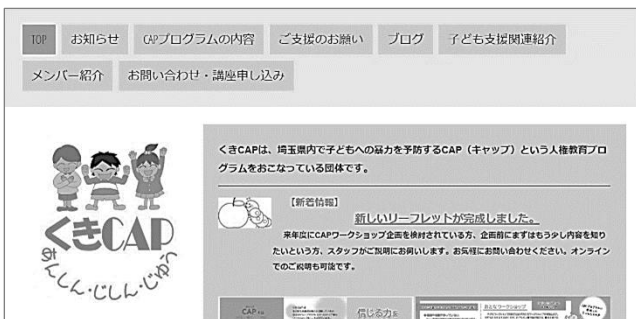 TOP お知らせ CAPプログラムの内容 ご支援のお願い ブログ 子ども支援関連紹介
メンバー紹介 お問い合わせ・講座申し込み
くきCAP
あんしん・じしん・じゆう
くきCAPは、埼玉県内で子どもへの暴力を予防するCAP（キャップ）という人権教育プロ
グラムをおこなっている団体です。
【新着情報】
新しいリーフレットが完成しました。
来年度にCAPワークショップ企画を検討されている方、企画前にまずはもう少し内容を知り
たいという方、スタッフがご説明にお伺いします。お気軽にお問い合わせください。オンライン
でのご説明も可能です。
CAP
信じる力